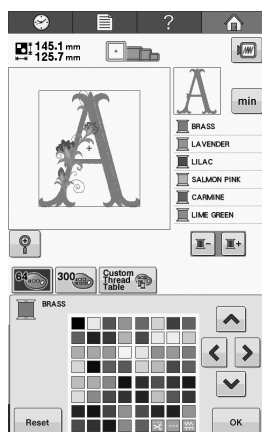 ?
145.1 mm
125.7 mm
A
A
min
BRASS
LAVENDER
LILAC
SALMON PINK
CARMINE
LIME GREEN
- +
64 300 Custom Thread Table
BRASS
Reset OK